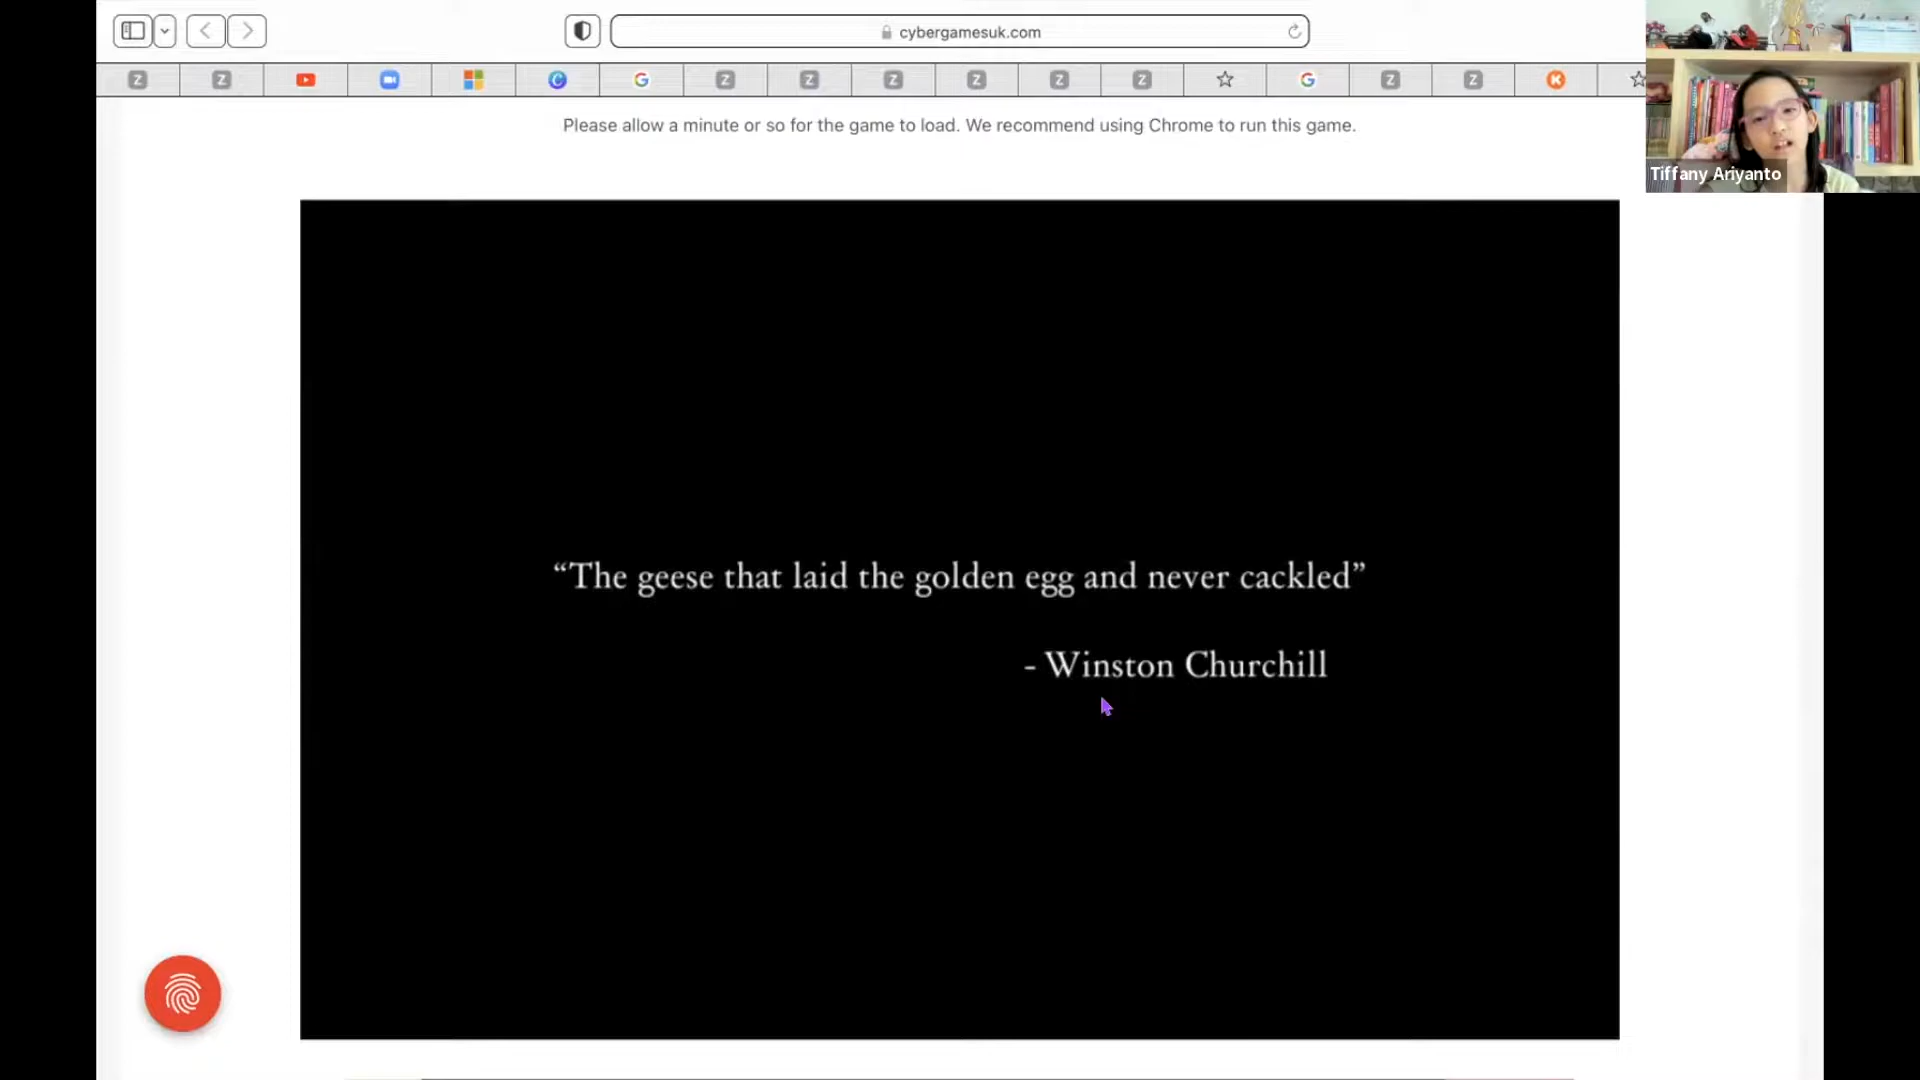 cybergamesuk.com
Z Z Z Z Z Z Z Z Z Z K
Please allow a minute or so for the game to load. We recommend using Chrome to run this game.
Tiffany Ariyanto
“The geese that laid the golden egg and never cackled”
- Winston Churchill